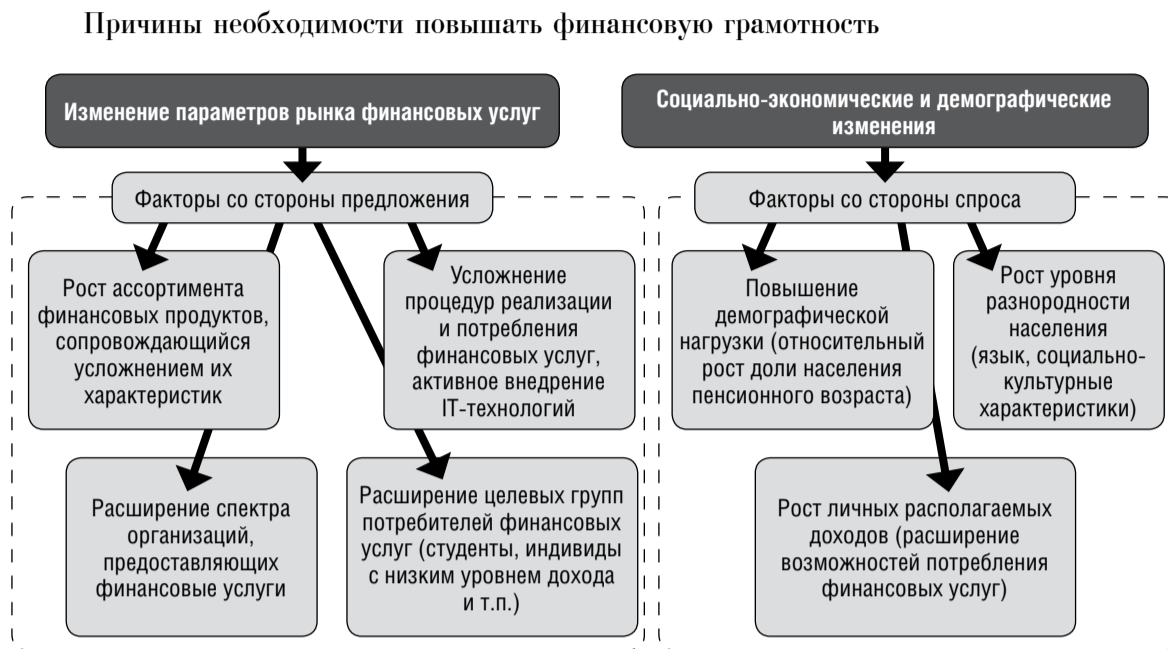 Причины необходимости повышать финансовую грамотность
Изменение параметров рынка финансовых услуг
Факторы со стороны предложения
Рост ассортимента
финансовых продуктов,
сопровождающийся
усложнением их
характеристик
Усложнение
процедур реализации
и потребления
финансовых услуг,
активное внедрение
IT-технологий
Расширение спектра
организаций,
предоставляющих
финансовые услуги
Расширение целевых групп
потребителей финансовых
услуг (студенты, индивиды
с низким уровнем дохода
и т.п.)
Социально-экономические и демографические
изменения
Факторы со стороны спроса
Повышение
демографической
нагрузки (относительный
рост доли населения
пенсионного возраста)
Рост уровня
разнородности
населения
(язык, социально-
культурные
характеристики)
Рост личных располагаемых
доходов (расширение
возможностей потребления
финансовых услуг)